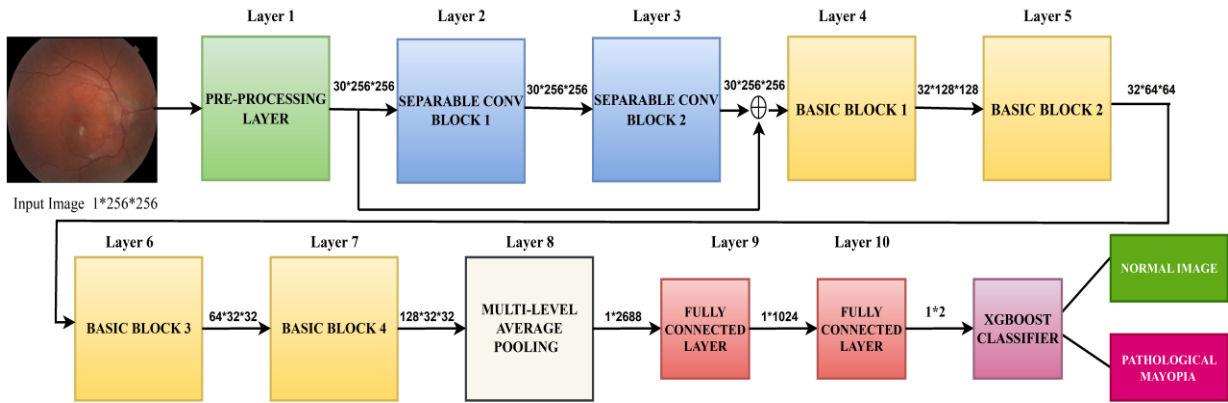 Layer 1
Layer 2
Layer 3
Layer 4
Layer 5
PRE-PROCESSING
LAYER
30*256*256
SEPARABLE CONV
BLOCK 1
30*256*256
SEPARABLE CONV
BLOCK 2
30*256*256
BASIC BLOCK 1
32*128*128
BASIC BLOCK 2
32*64*64
Input Image 1*256*256
Layer 6
Layer 7
Layer 8
Layer 9
Layer 10
BASIC BLOCK 3
64*32*32
BASIC BLOCK 4
128*32*32
MULTI-LEVEL
AVERAGE
POOLING
1*2688
FULLY
CONNECTED
LAYER
1*1024
FULLY
CONNECTED
LAYER
1*2
XGBOOST
CLASSIFIER
NORMAL IMAGE
PATHOLOGICAL
MAYOPIA